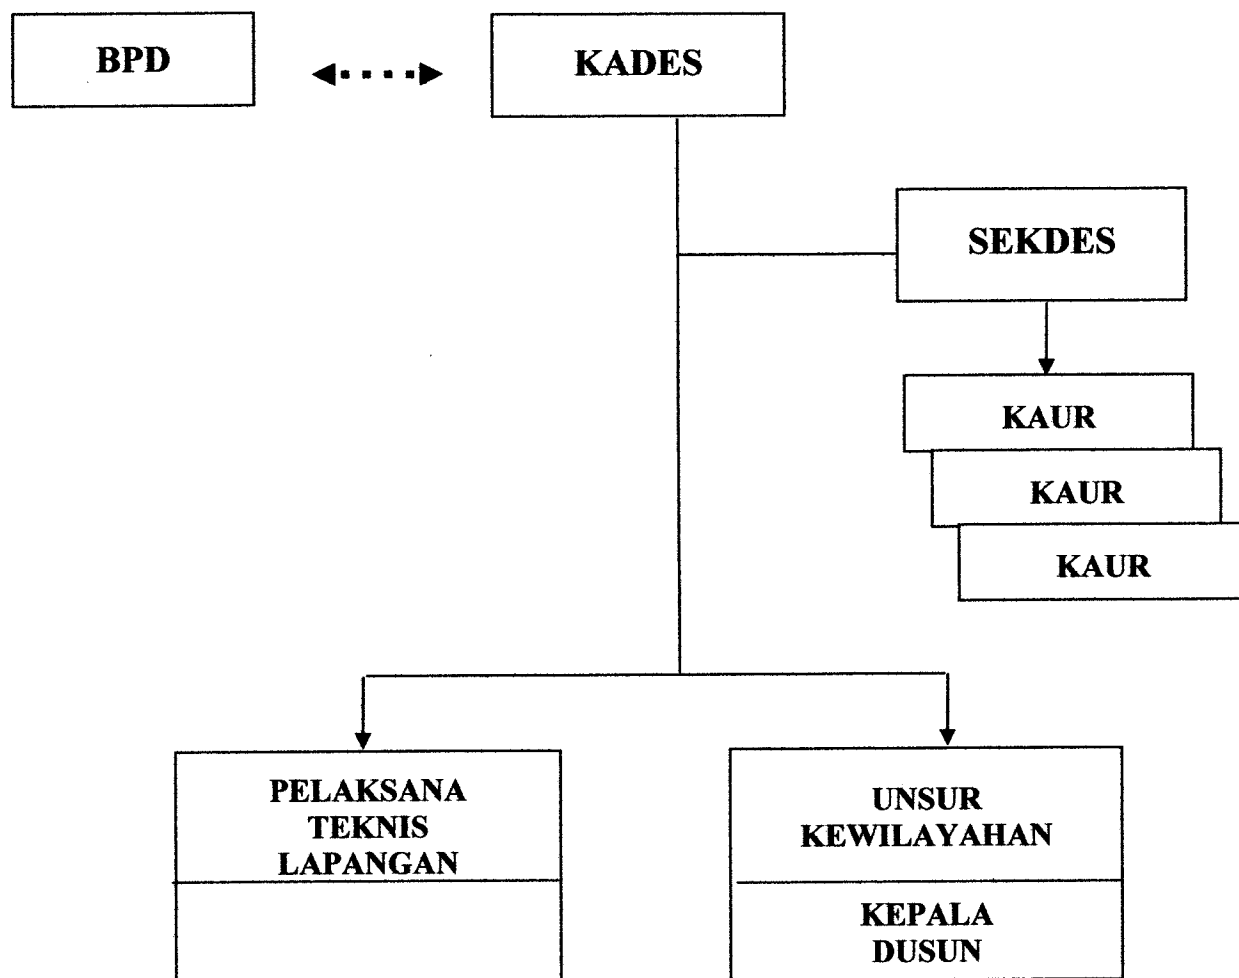 BPD
KADES
SEKDES
KAUR
KAUR
KAUR
PELAKSANA
TEKNIS
LAPANGAN
UNSUR
KEWILAYAHAN
KEPALA
DUSUN